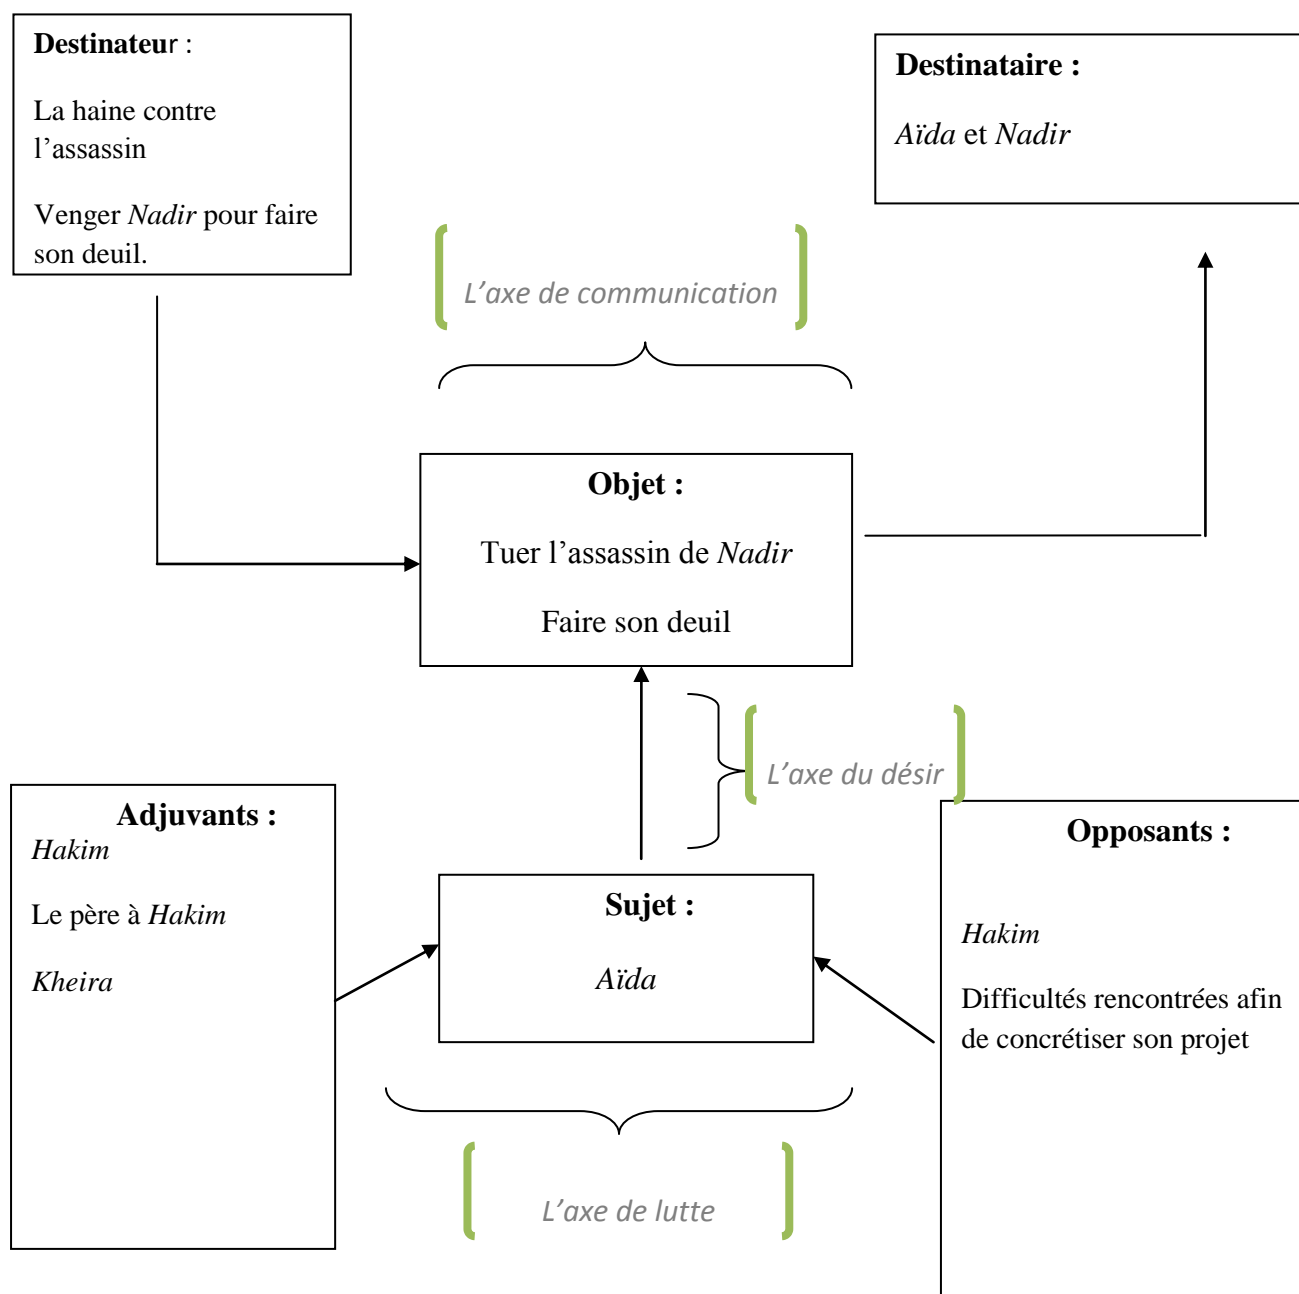 Destinateur :
La haine contre
l’assassin
Venger Nadir pour faire
son deuil.
Destinataire :
Aïda et Nadir
L’axe de communication
Objet :
Tuer l’assassin de Nadir
Faire son deuil
L’axe du désir
Adjuvants :
Hakim
Le père à Hakim
Kheira
Sujet :
Aïda
Opposants :
Hakim
Difficultés rencontrées afin
de concrétiser son projet
L’axe de lutte